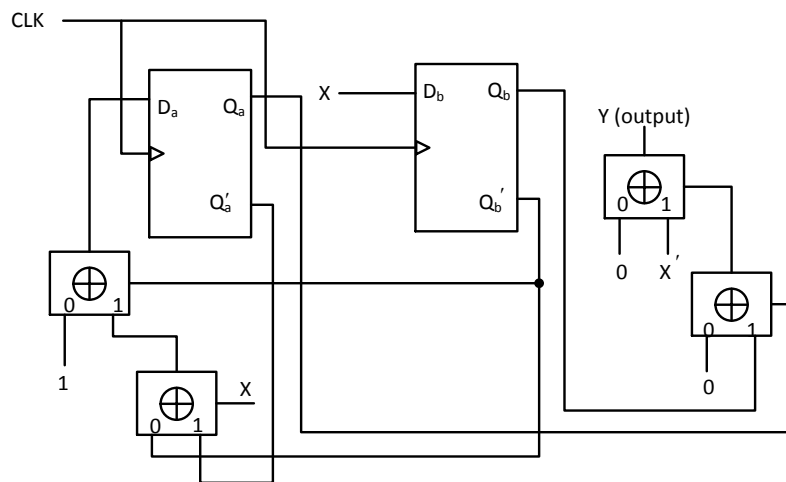 CLK
X
Dₐ
Qₐ
Qₐ′
D_b
Q_b
Q_b′
Y (output)
0 1
0
X′
0 1
0
0 1
1
X
0 1